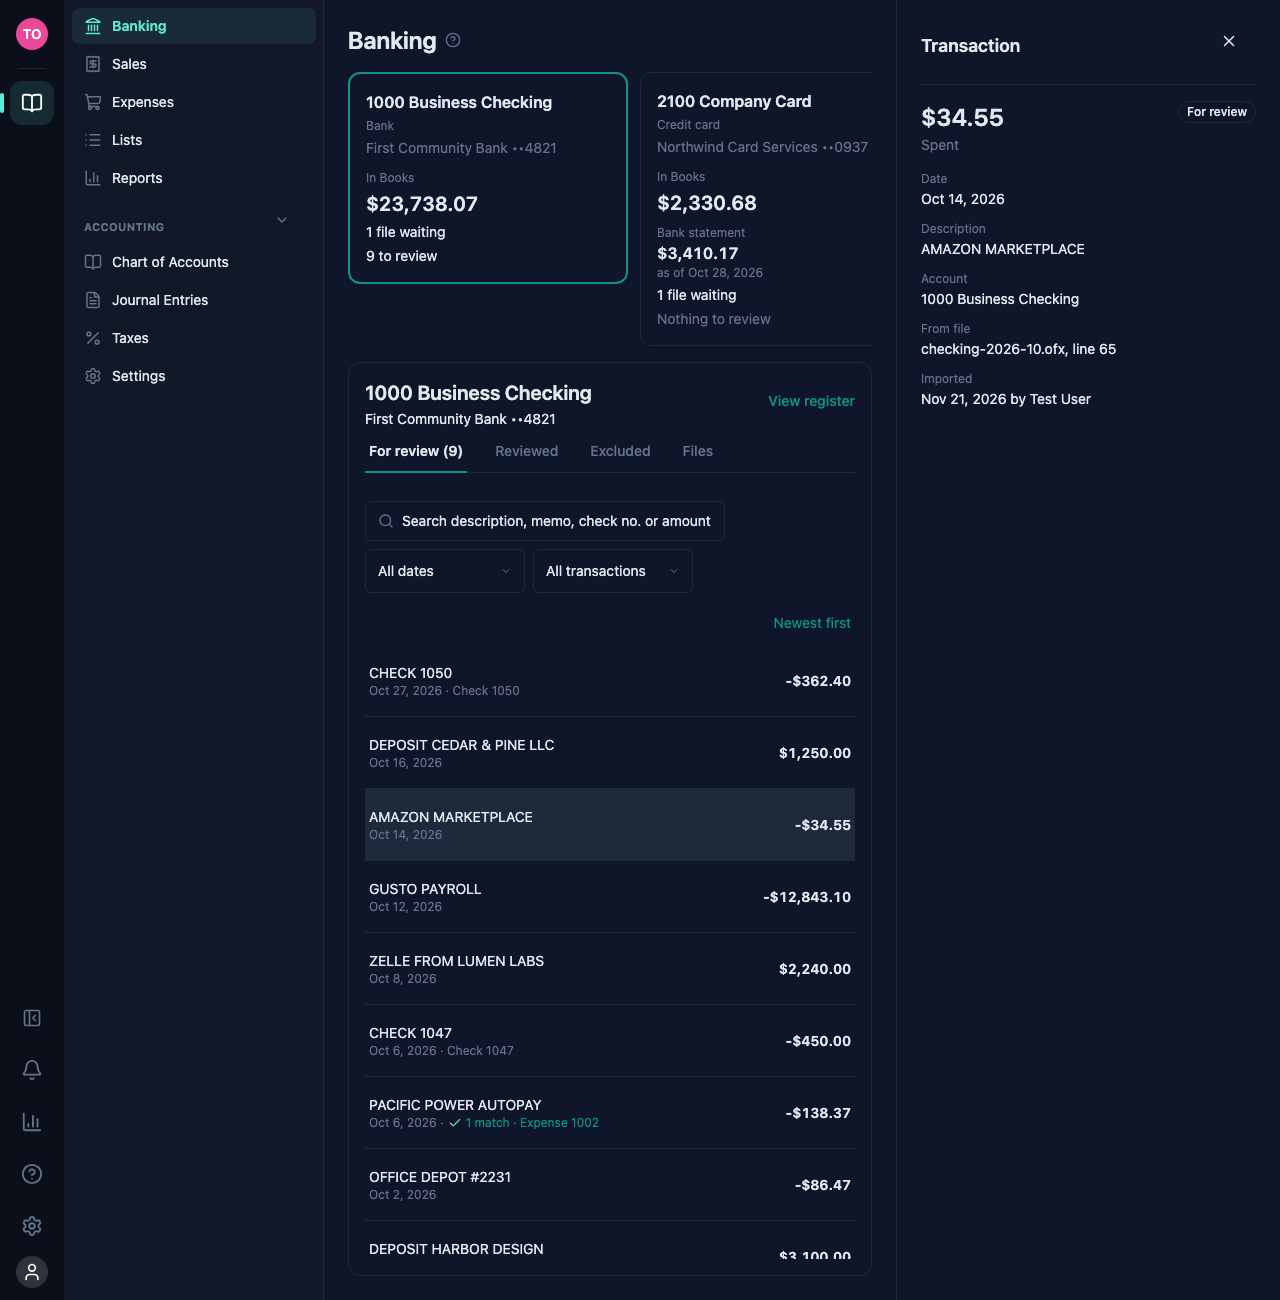 TO
Banking
Sales
Expenses
Lists
Reports
ACCOUNTING
Chart of Accounts
Journal Entries
Taxes
Settings
Banking
1000 Business Checking
Bank
First Community Bank ••4821
In Books
$23,738.07
1 file waiting
9 to review
2100 Company Card
Credit card
Northwind Card Services ••0937
In Books
$2,330.68
Bank statement
$3,410.17
as of Oct 28, 2026
1 file waiting
Nothing to review
1000 Business Checking
First Community Bank ••4821
View register
For review (9)
Reviewed
Excluded
Files
Search description, memo, check no. or amount
All dates
All transactions
Newest first
CHECK 1050
Oct 27, 2026 · Check 1050
-$362.40
DEPOSIT CEDAR & PINE LLC
Oct 16, 2026
$1,250.00
AMAZON MARKETPLACE
Oct 14, 2026
-$34.55
GUSTO PAYROLL
Oct 12, 2026
-$12,843.10
ZELLE FROM LUMEN LABS
Oct 8, 2026
$2,240.00
CHECK 1047
Oct 6, 2026 · Check 1047
-$450.00
PACIFIC POWER AUTOPAY
Oct 6, 2026 · ✓ 1 match · Expense 1002
-$138.37
OFFICE DEPOT #2231
Oct 2, 2026
-$86.47
DEPOSIT HARBOR DESIGN
$3,100.00
Transaction
$34.55
For review
Spent
Date
Oct 14, 2026
Description
AMAZON MARKETPLACE
Account
1000 Business Checking
From file
checking-2026-10.ofx, line 65
Imported
Nov 21, 2026 by Test User